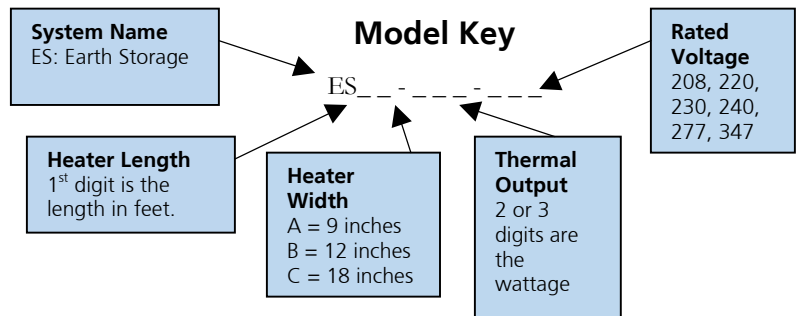 Model Key
System Name
ES: Earth Storage
Rated
Voltage
208, 220,
230, 240,
277, 347
ES_ _ - _ _ _ - _ _ _
Heater Length
1st digit is the
length in feet.
Heater
Width
A = 9 inches
B = 12 inches
C = 18 inches
Thermal
Output
2 or 3
digits are
the
wattage